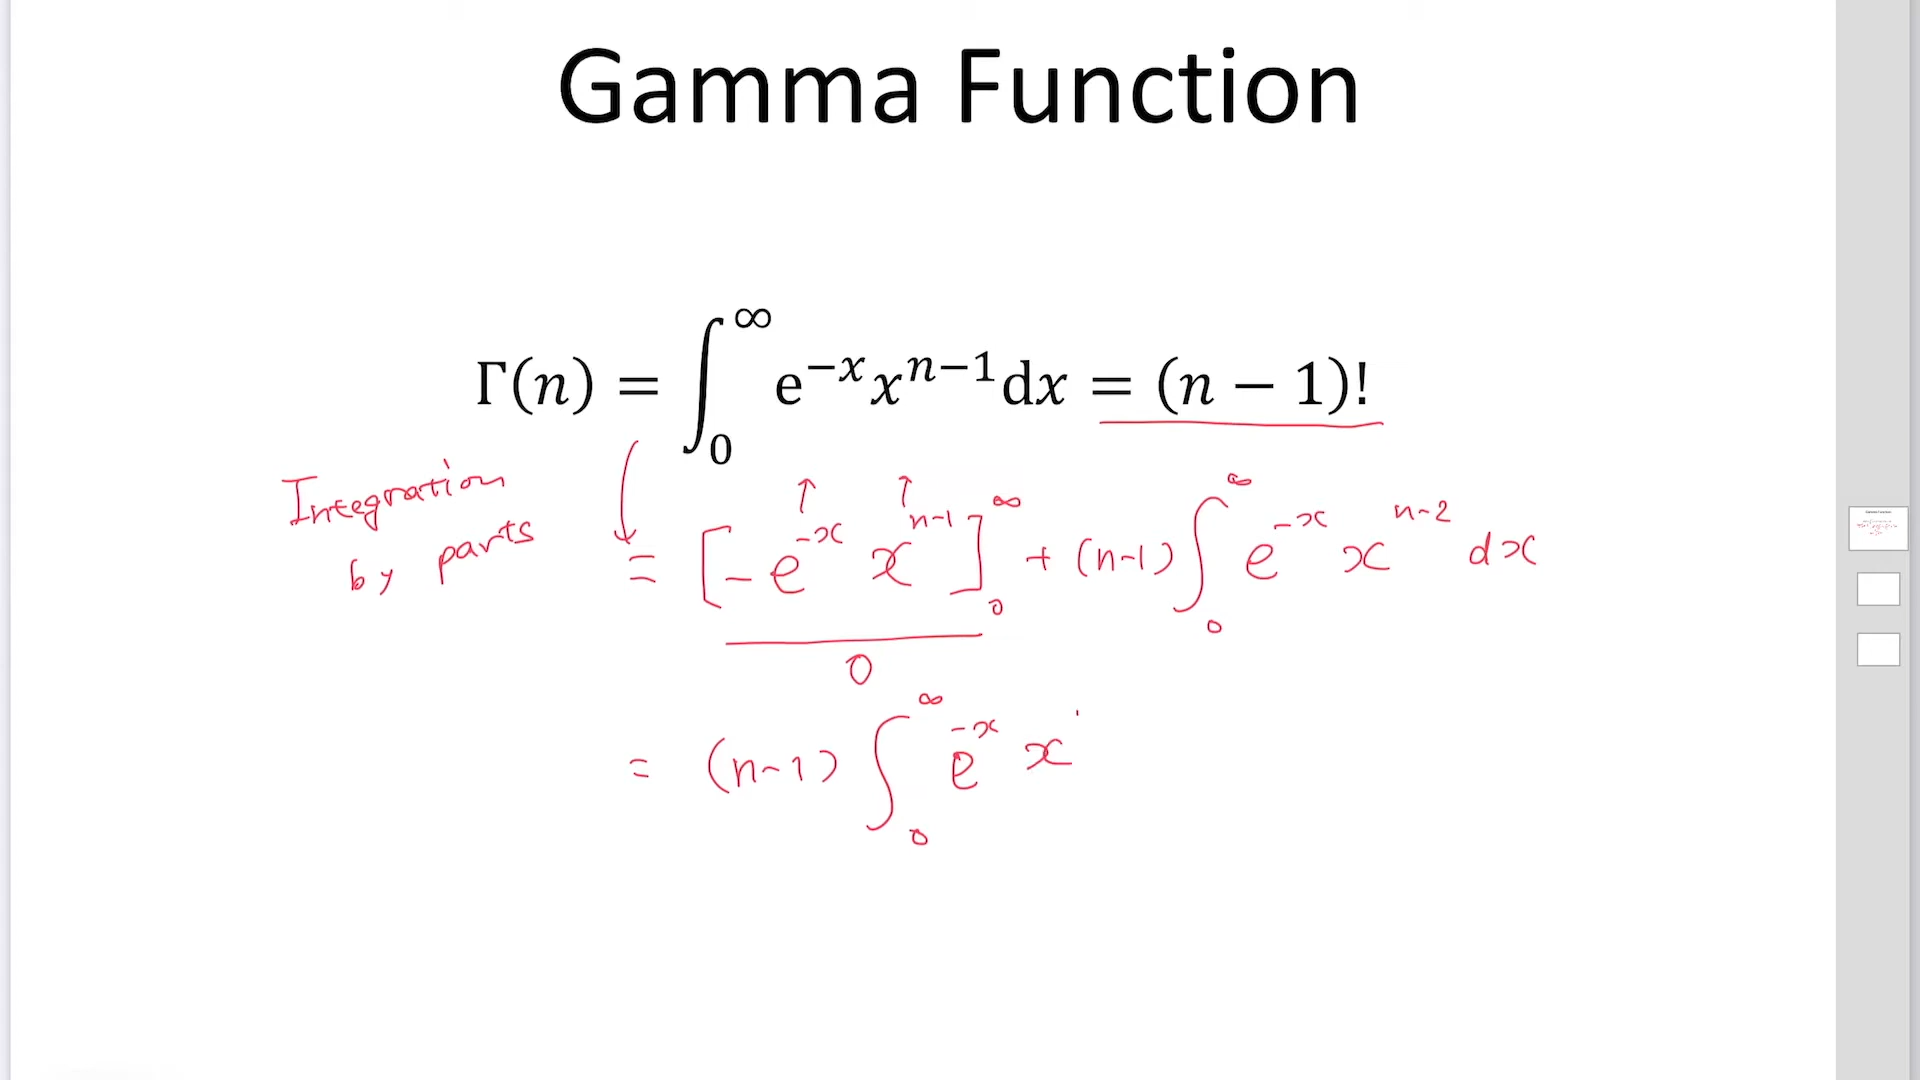 Gamma Function
Γ(n) = ∫₀^∞ e^{−x} x^{n−1} dx = (n − 1)!
Integration
by parts
= [−e^{−x} x^{n−1}]₀^∞ + (n−1) ∫₀^∞ e^{−x} x^{n−2} dx
0
= (n−1) ∫₀^∞ e^{−x} x